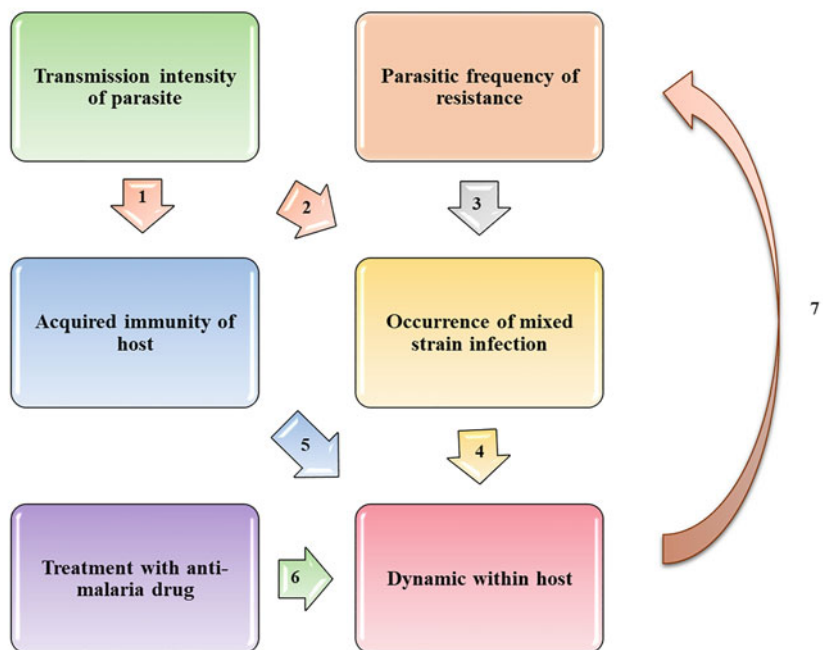 Transmission intensity
of parasite
Parasitic frequency of
resistance
1
2
3
Acquired immunity of
host
Occurrence of mixed
strain infection
7
5
4
Treatment with anti-
malaria drug
6
Dynamic within host